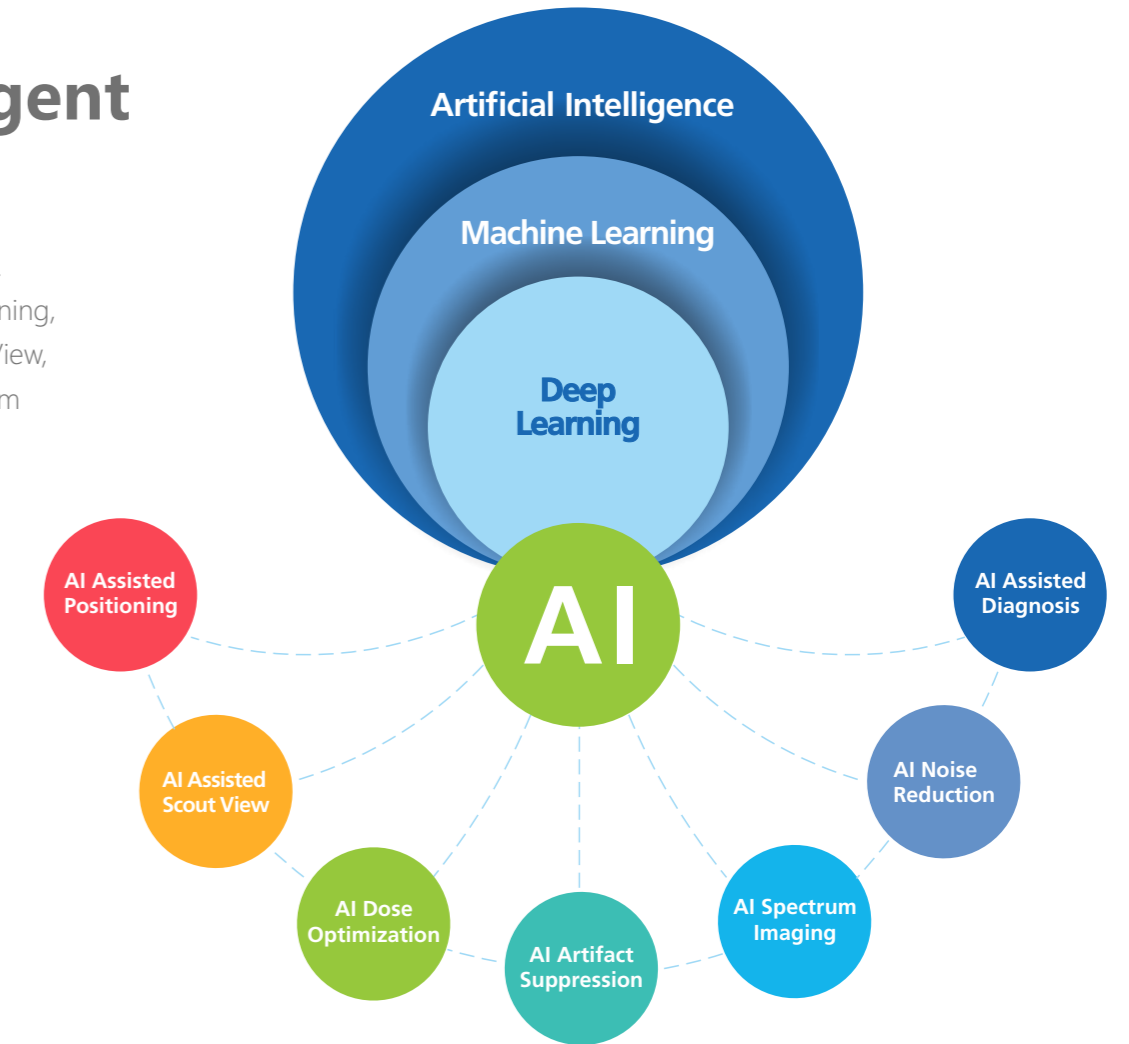 gent
ning,
View,
m
Artificial Intelligence
Machine Learning
Deep
Learning
AI
AI Assisted
Positioning
AI Assisted
Scout View
AI Dose
Optimization
AI Artifact
Suppression
AI Spectrum
Imaging
AI Noise
Reduction
AI Assisted
Diagnosis